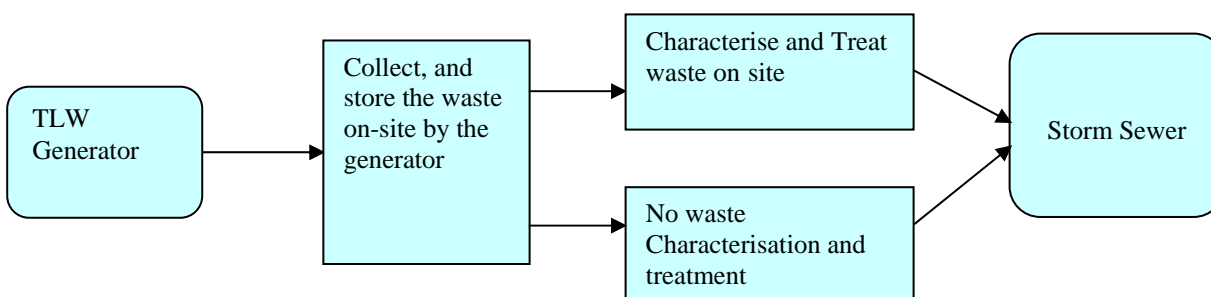 TLW
Generator
Collect, and
store the waste
on-site by the
generator
Characterise and Treat
waste on site
No waste
Characterisation and
treatment
Storm Sewer